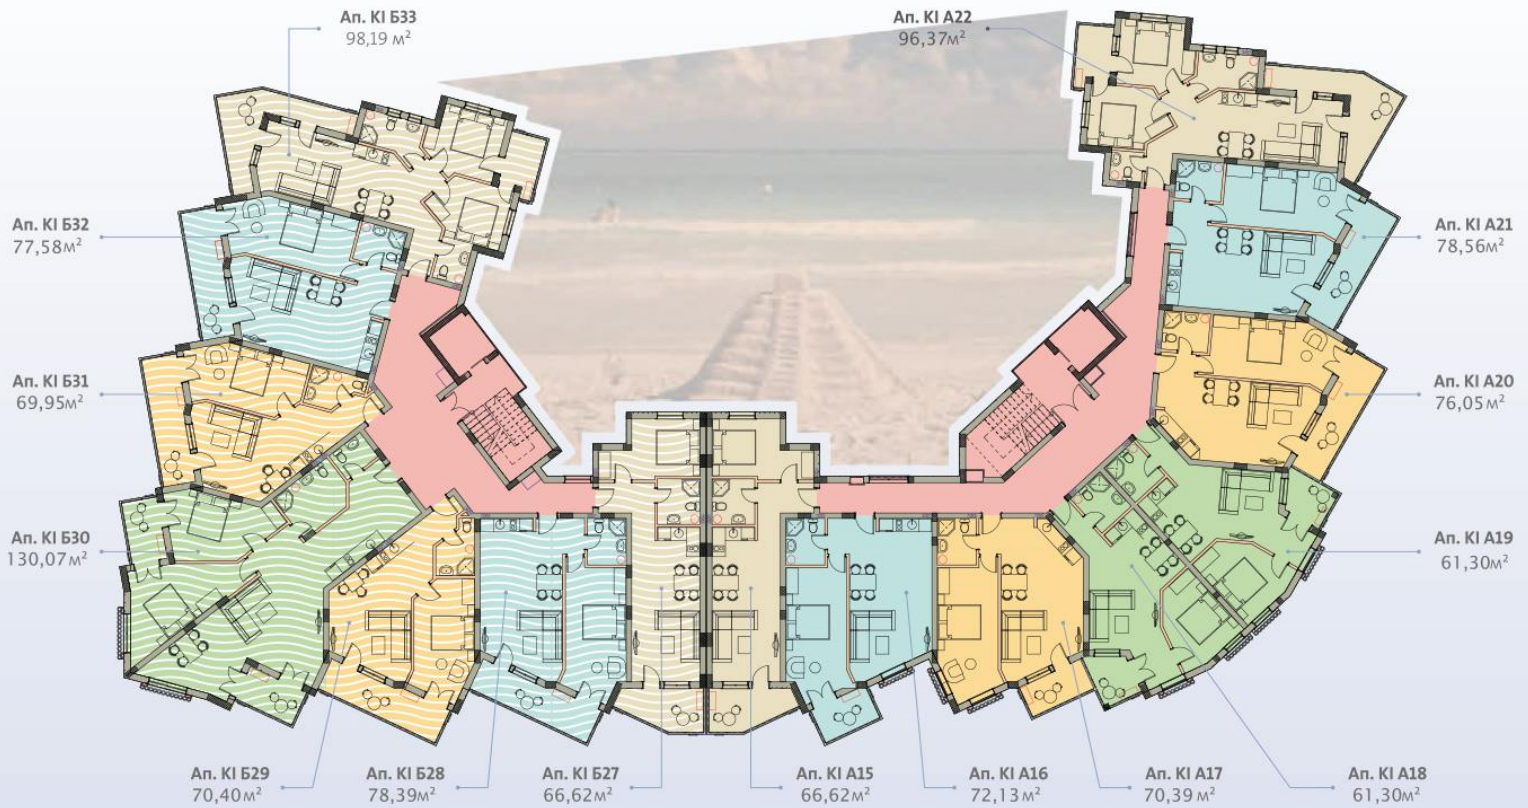 Ап. KI Б33
98,19 м²
Ап. KI А22
96,37м²
Ап. KI Б32
77,58м²
Ап. KI А21
78,56м²
Ап. KI Б31
69,95м²
Ап. KI А20
76,05м²
Ап. KI Б30
130,07м²
Ап. KI А19
61,30м²
Ап. KI Б29
70,40м²
Ап. KI Б28
78,39м²
Ап. KI Б27
66,62м²
Ап. KI А15
66,62м²
Ап. KI А16
72,13м²
Ап. KI А17
70,39м²
Ап. KI А18
61,30м²